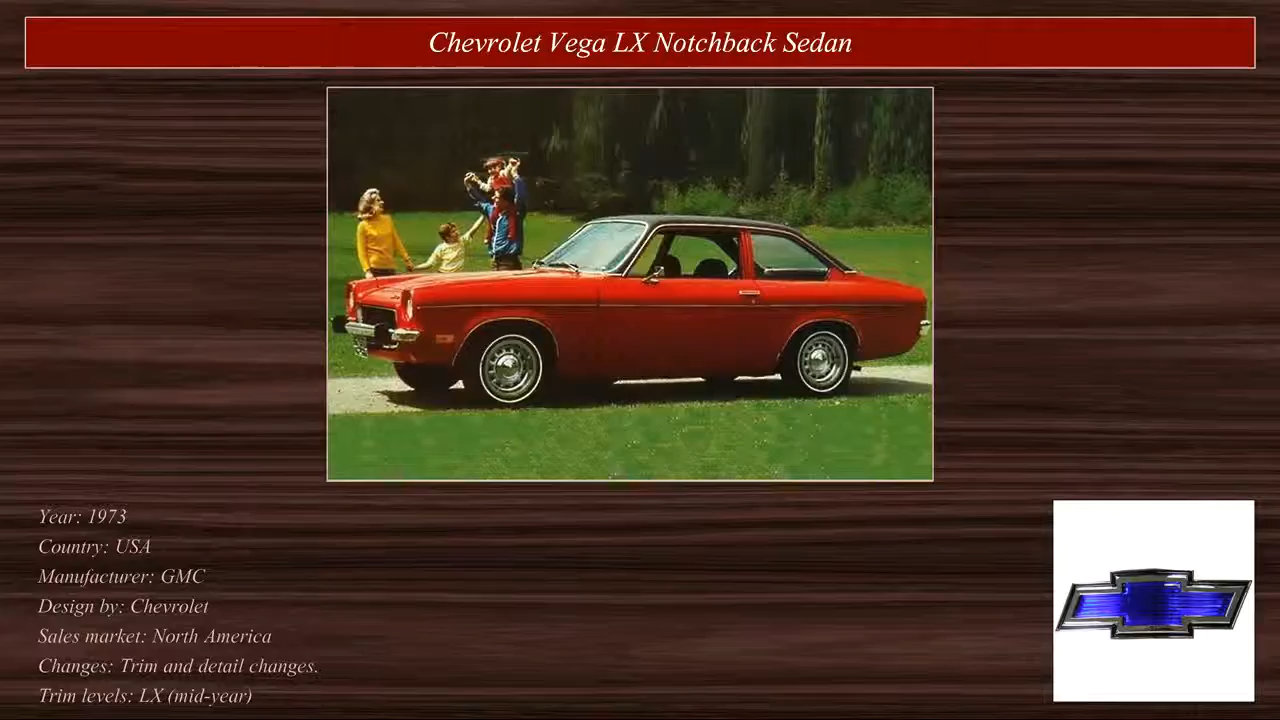 Chevrolet Vega LX Notchback Sedan
Year: 1973
Country: USA
Manufacturer: GMC
Design by: Chevrolet
Sales market: North America
Changes: Trim and detail changes.
Trim levels: LX (mid-year)